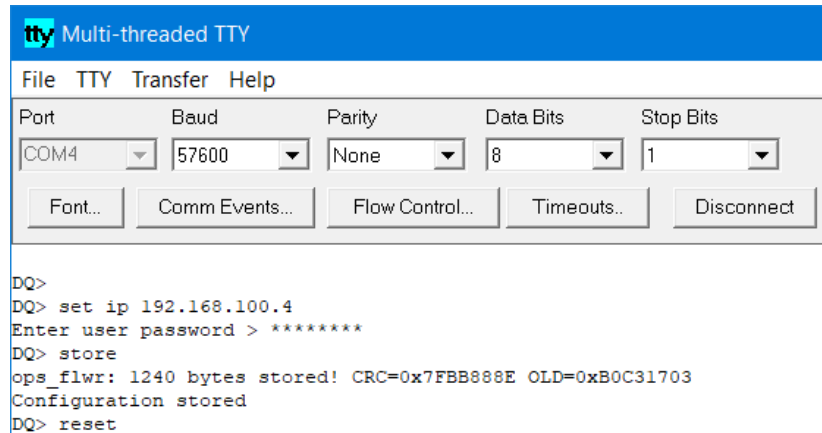 tty Multi-threaded TTY
File TTY Transfer Help
Port Baud Parity Data Bits Stop Bits
COM4 57600 None 8 1
Font... Comm Events... Flow Control... Timeouts.. Disconnect
DQ>
DQ> set ip 192.168.100.4
Enter user password > ********
DQ> store
ops_flwr: 1240 bytes stored! CRC=0x7FBB888E OLD=0xB0C31703
Configuration stored
DQ> reset